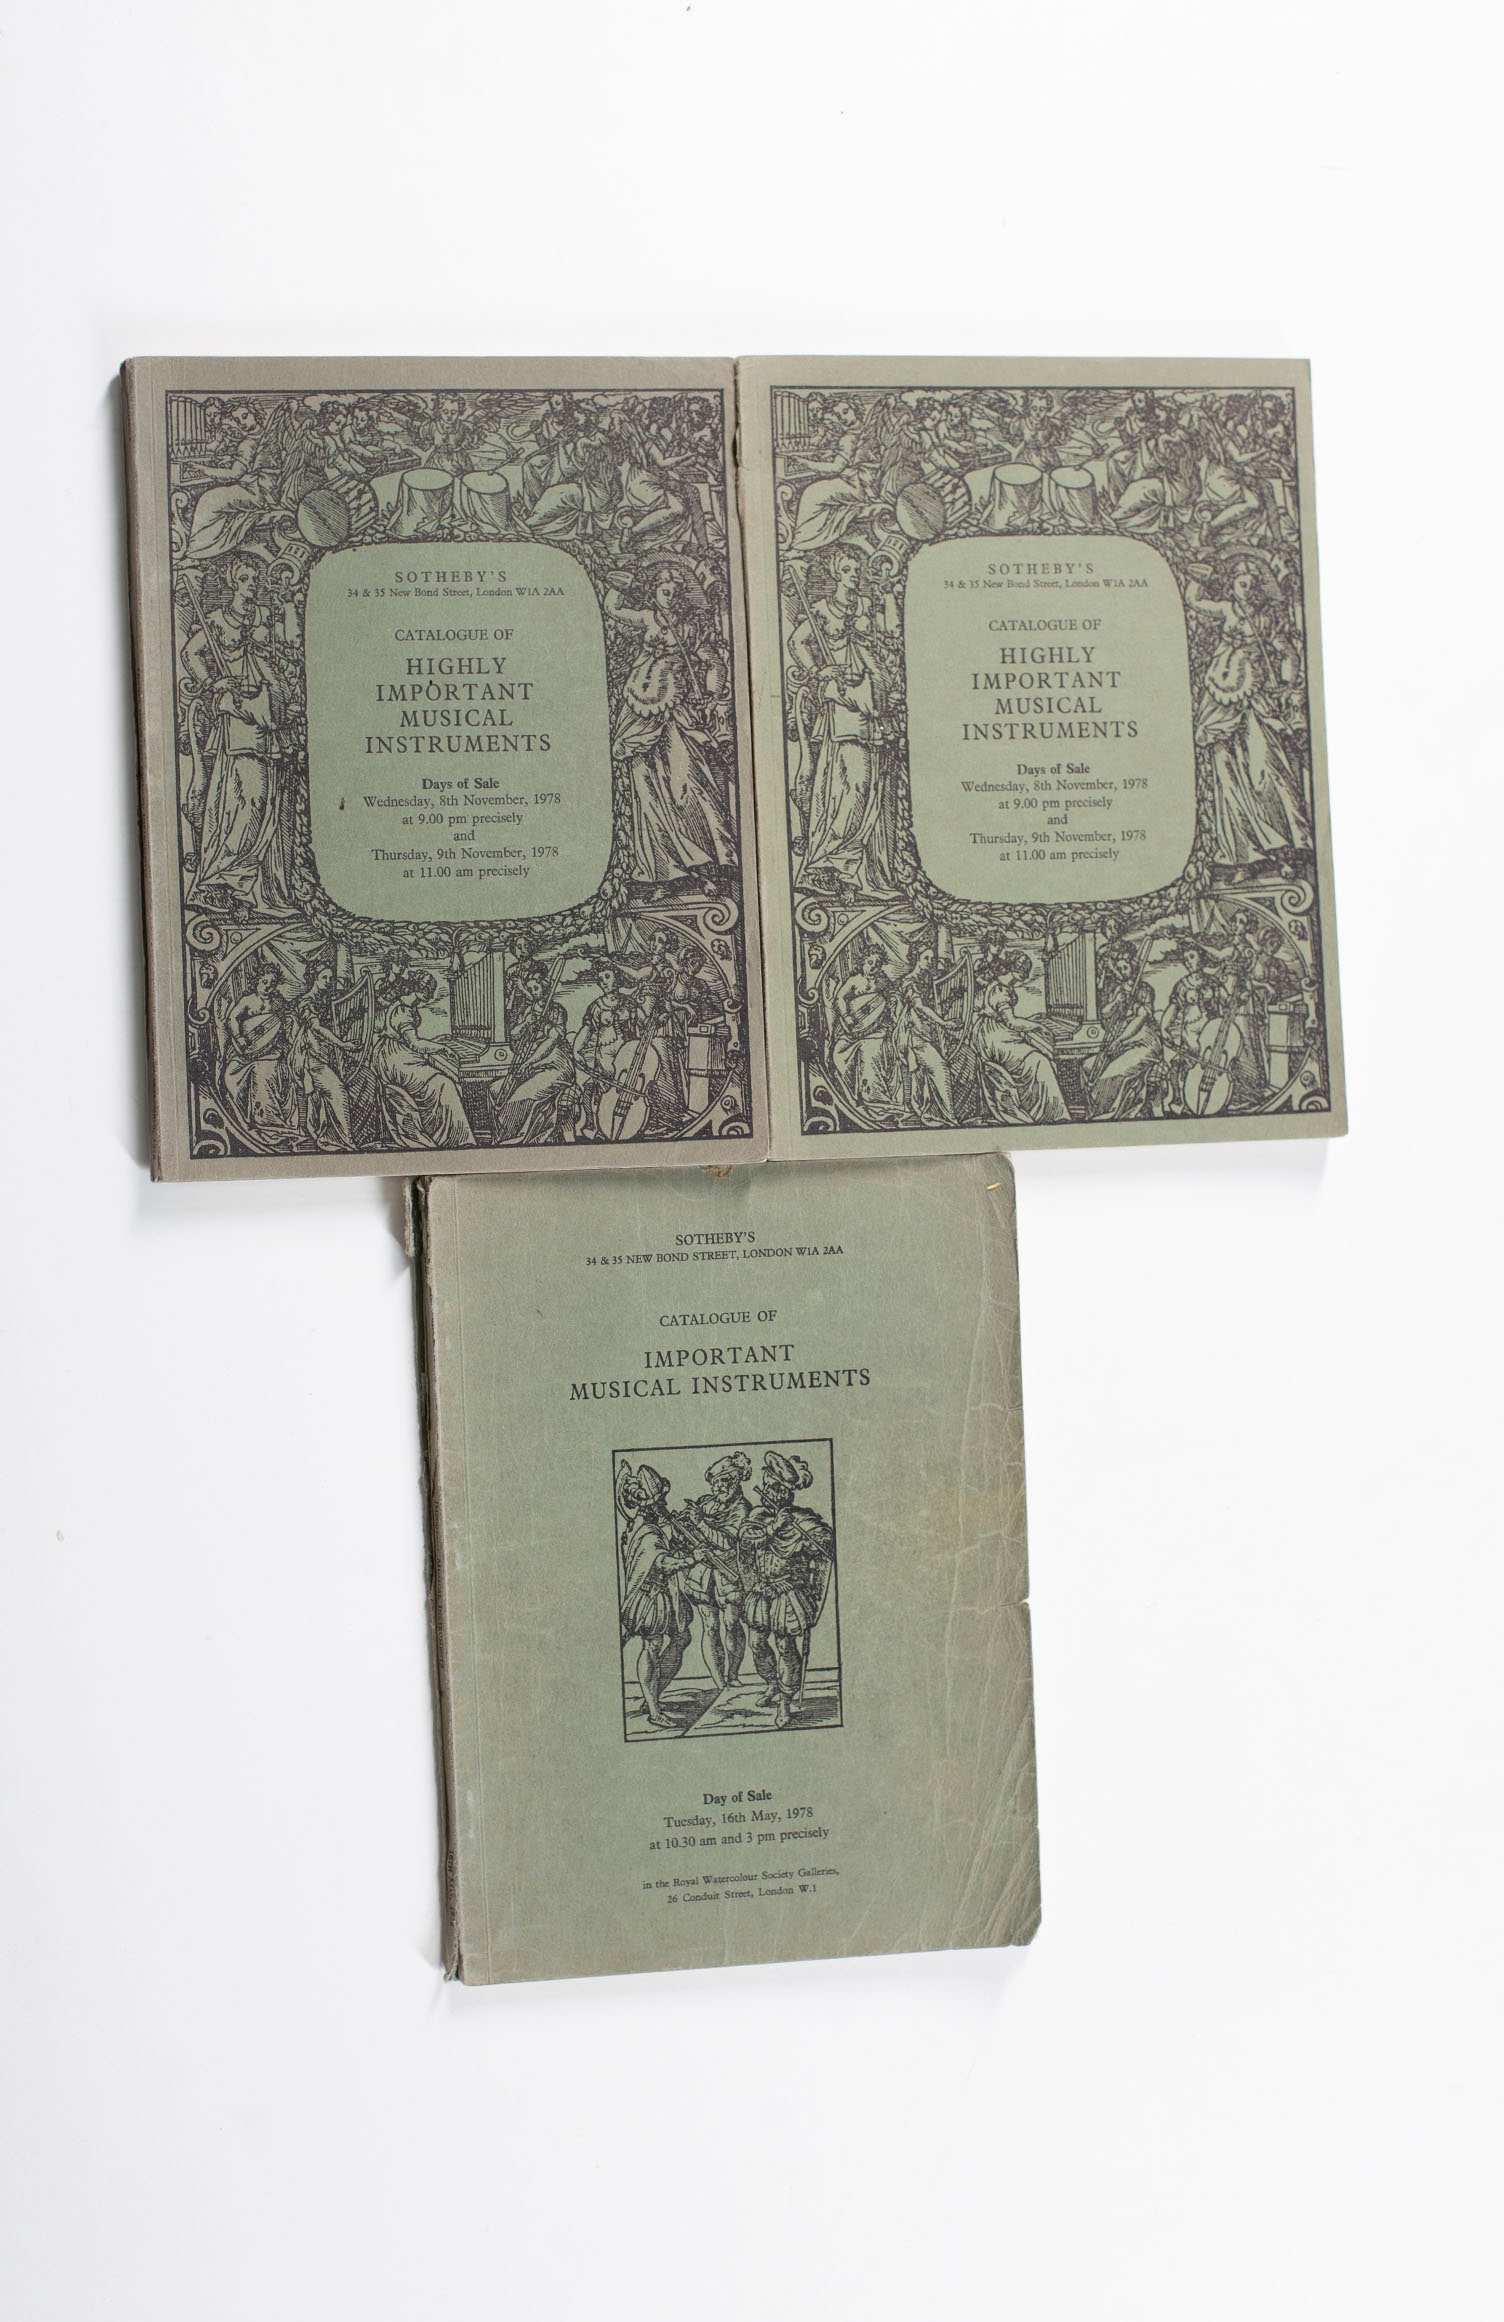 SOTHEBY'S
34 & 35 New Bond Street, London W1A 2AA
CATALOGUE OF
HIGHLY
IMPORTANT
MUSICAL
INSTRUMENTS
Days of Sale
Wednesday, 8th November, 1978
at 9.00 pm precisely
and
Thursday, 9th November, 1978
at 11.00 am precisely
SOTHEBY'S
34 & 35 New Bond Street, London W1A 2AA
CATALOGUE OF
HIGHLY
IMPORTANT
MUSICAL
INSTRUMENTS
Days of Sale
Wednesday, 8th November, 1978
at 9.00 pm precisely
and
Thursday, 9th November, 1978
at 11.00 am precisely
SOTHEBY'S
34 & 35 NEW BOND STREET, LONDON W1A 2AA
CATALOGUE OF
IMPORTANT
MUSICAL INSTRUMENTS
Day of Sale
Tuesday, 16th May, 1978
at 10.30 am and 3 pm precisely
in the Royal Watercolour Society Galleries,
26 Conduit Street, London W.1